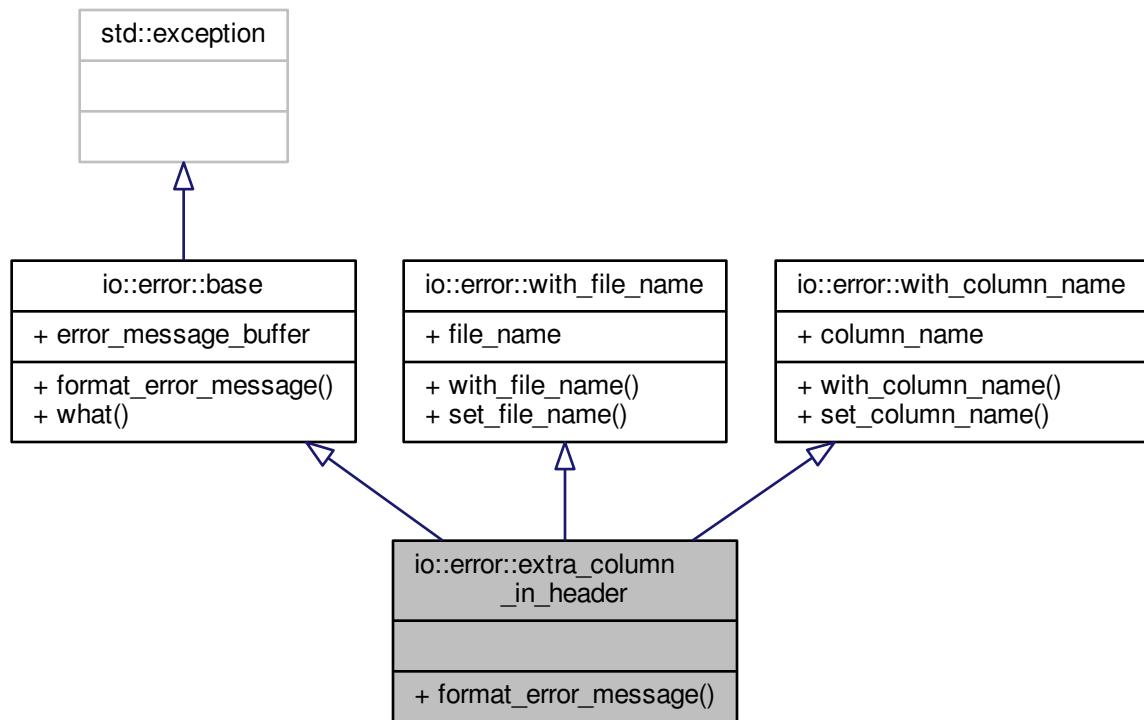 std::exception
io::error::base
+ error_message_buffer
+ format_error_message()
+ what()
io::error::with_file_name
+ file_name
+ with_file_name()
+ set_file_name()
io::error::with_column_name
+ column_name
+ with_column_name()
+ set_column_name()
io::error::extra_column
_in_header
+ format_error_message()